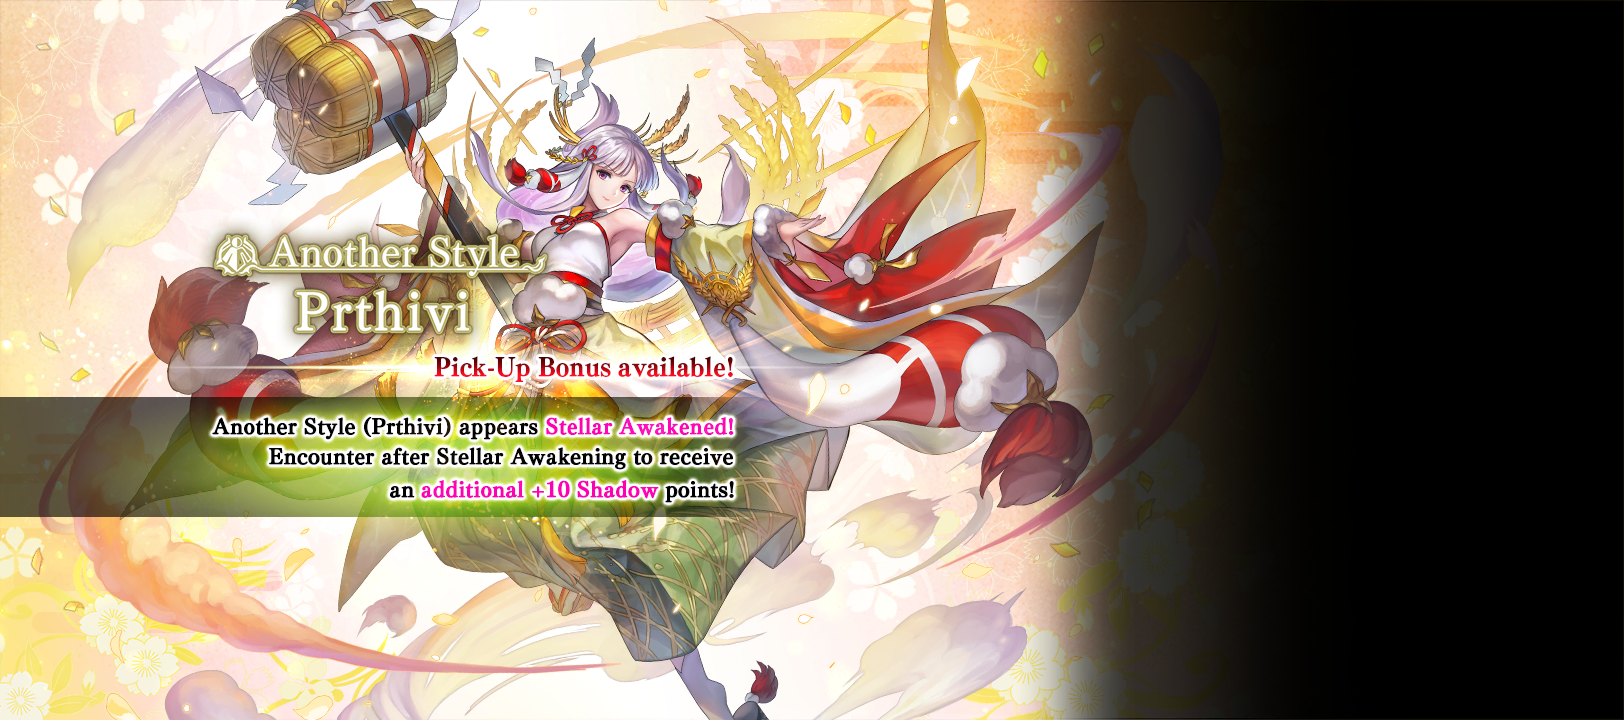 Another Style
Prthivi
Pick-Up Bonus available!
Another Style (Prthivi) appears Stellar Awakened!
Encounter after Stellar Awakening to receive
an additional +10 Shadow points!